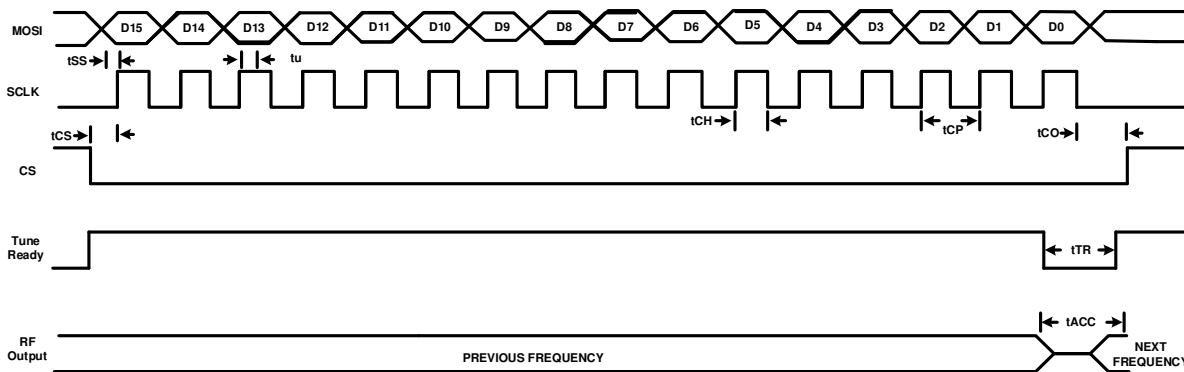 MOSI D15 D14 D13 D12 D11 D10 D9 D8 D7 D6 D5 D4 D3 D2 D1 D0
tSS tu
SCLK
tCH tCP tCO
tCS
CS
Tune
Ready
tTR
tACC
RF
Output
PREVIOUS FREQUENCY
NEXT
FREQUENCY